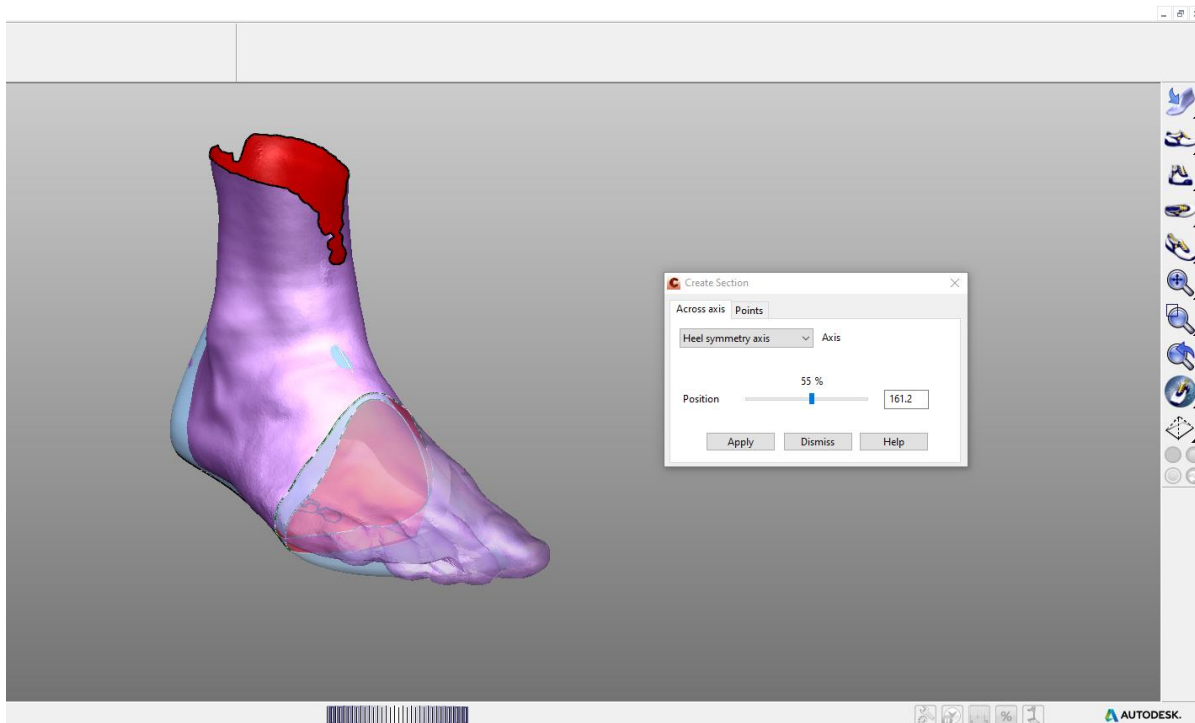 Create Section
Across axis Points
Heel symmetry axis Axis
55 %
Position 161.2
Apply Dismiss Help
%
AUTODESK.